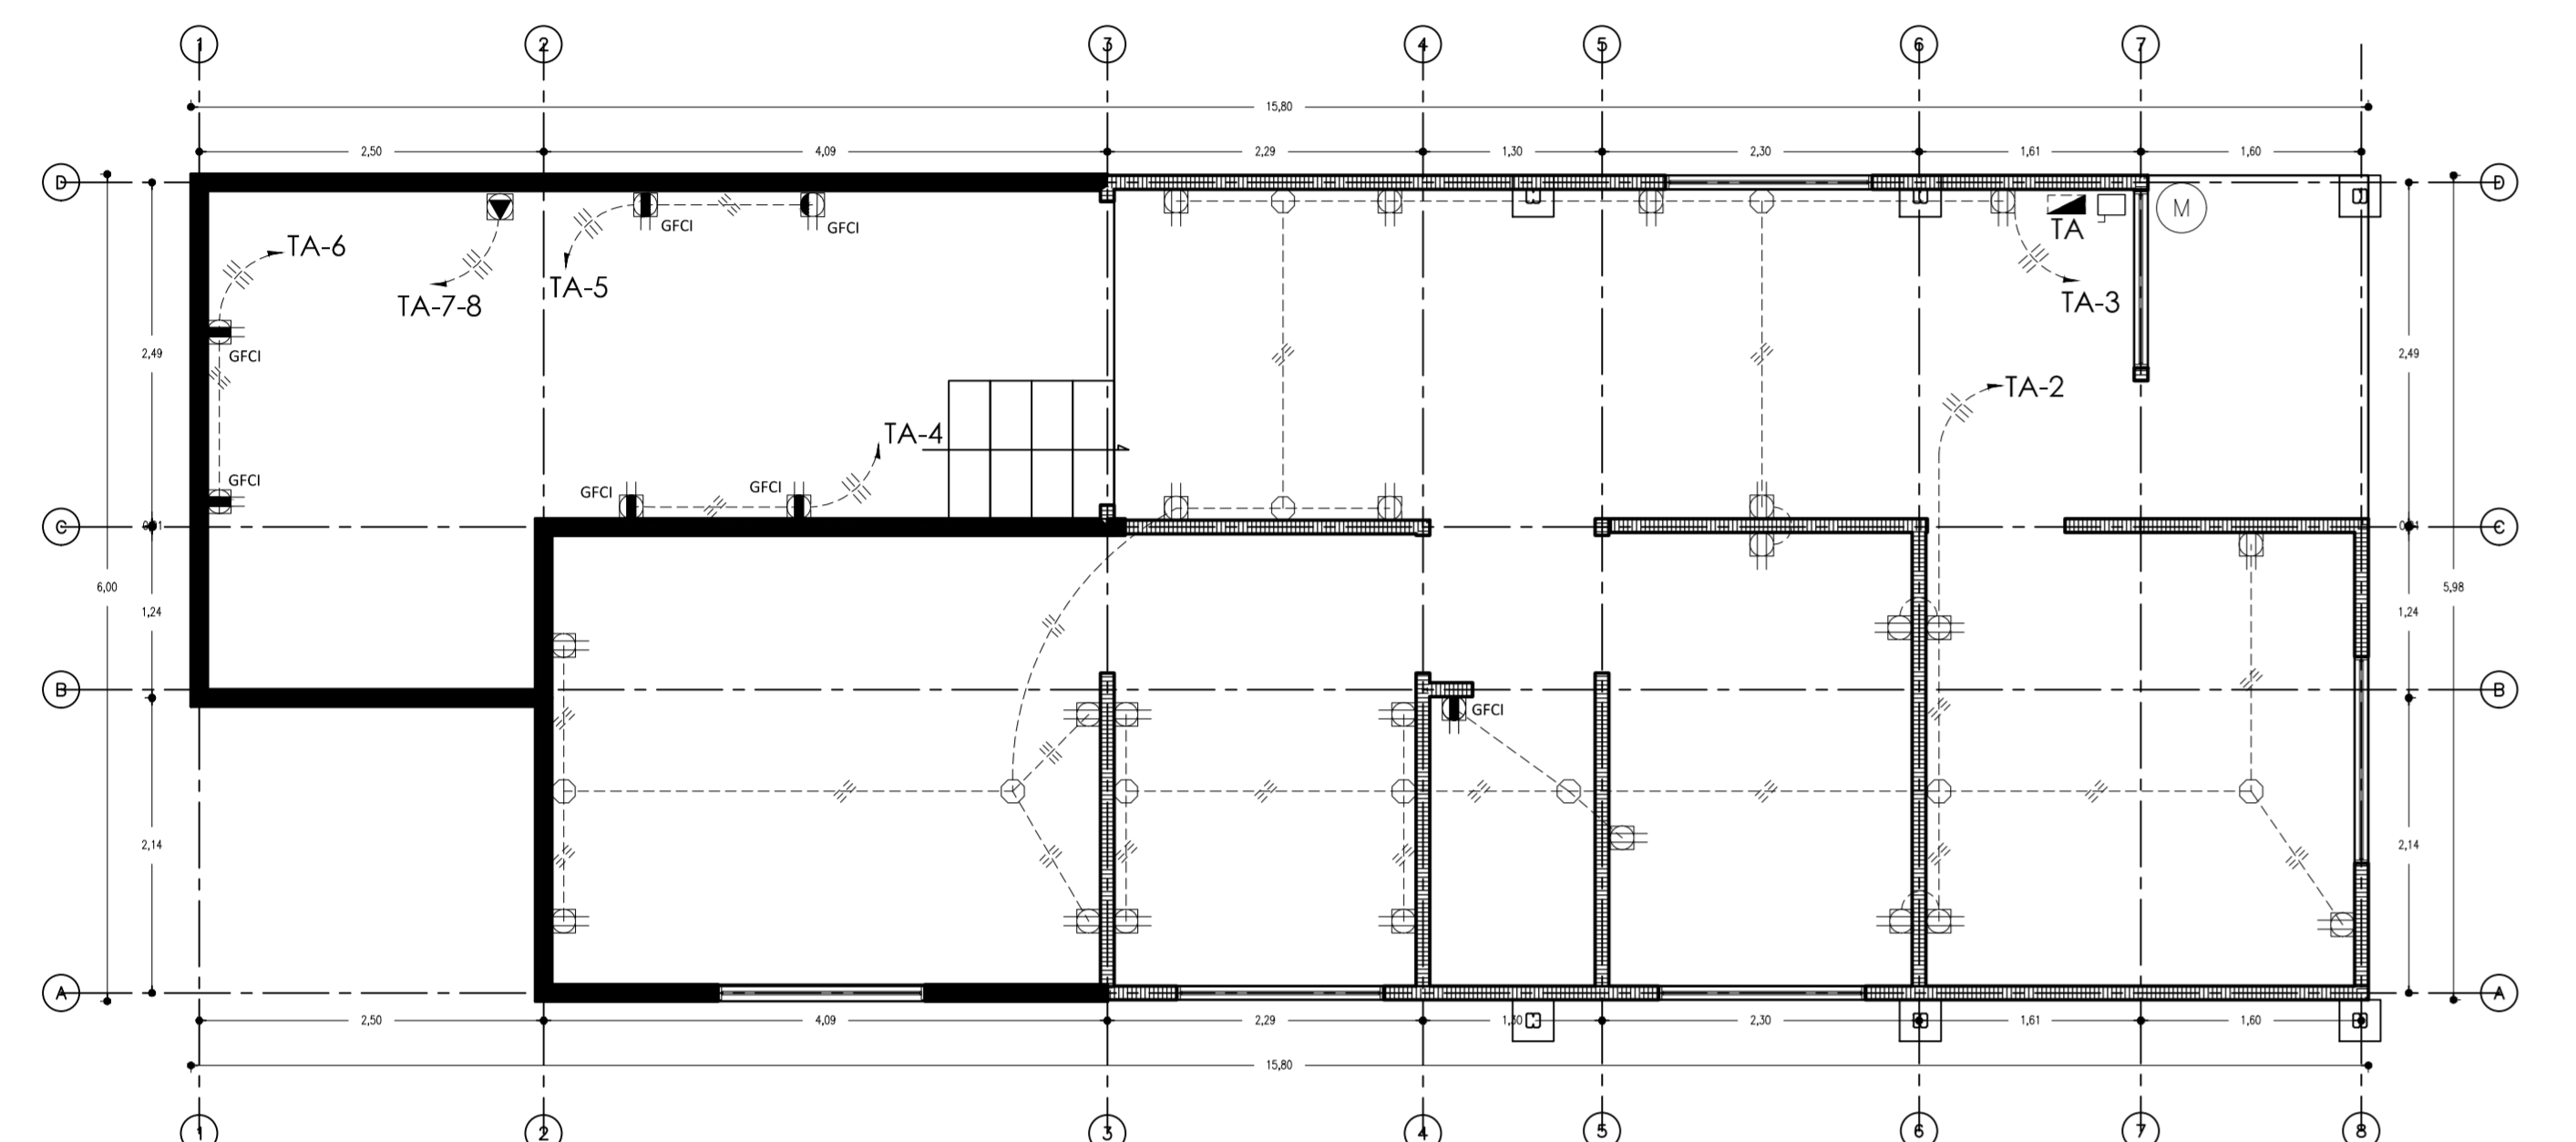 1 2 3 4 5 6 7
15,80
2,50 4,09 2,29 1,30 2,30 1,61 1,60
D D
M
TA
GFCI GFCI
TA-6
TA-7-8 TA-5 TA-3
2,49 GFCI 2,49
TA-2
TA-4
GFCI GFCI GFCI
C C
6,00 5,98
1,24 1,24
B B
GFCI
2,14 2,14
A A
2,50 4,09 2,29 1,30 2,30 1,61 1,60
15,80
1 2 3 4 5 6 7 8